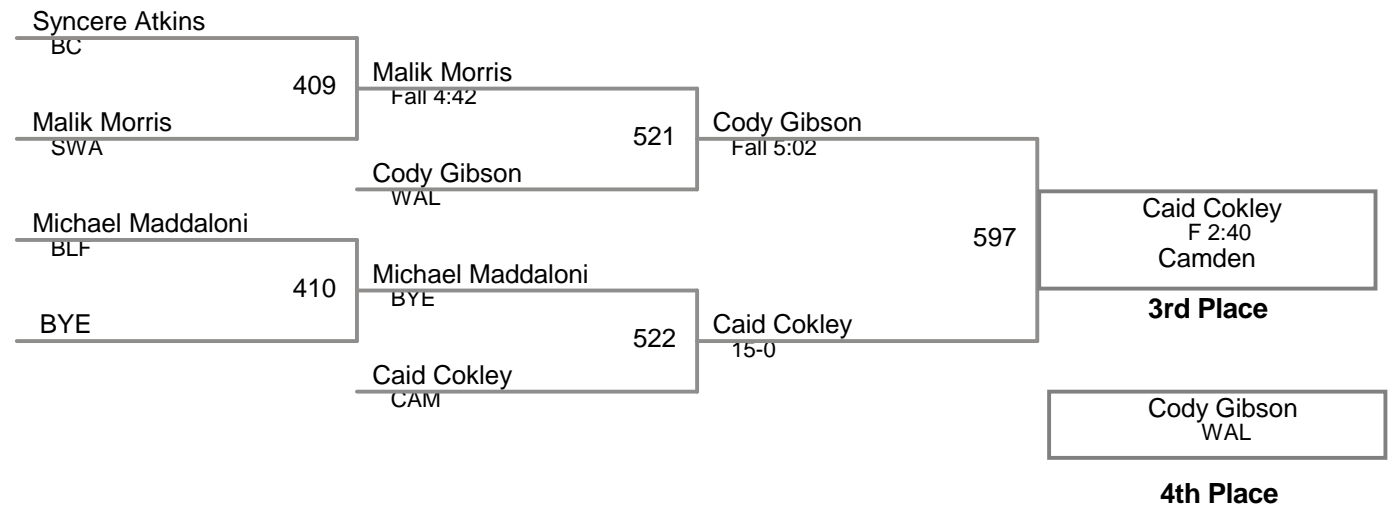 Syncere Atkins
BC
409
Malik Morris
Fall 4:42
Malik Morris
SWA
521
Cody Gibson
Fall 5:02
Cody Gibson
WAL
Michael Maddaloni
BLF
597
Caid Cokley
F 2:40
Camden
3rd Place
410
Michael Maddaloni
BYE
BYE
522
Caid Cokley
15-0
Caid Cokley
CAM
Cody Gibson
WAL
4th Place